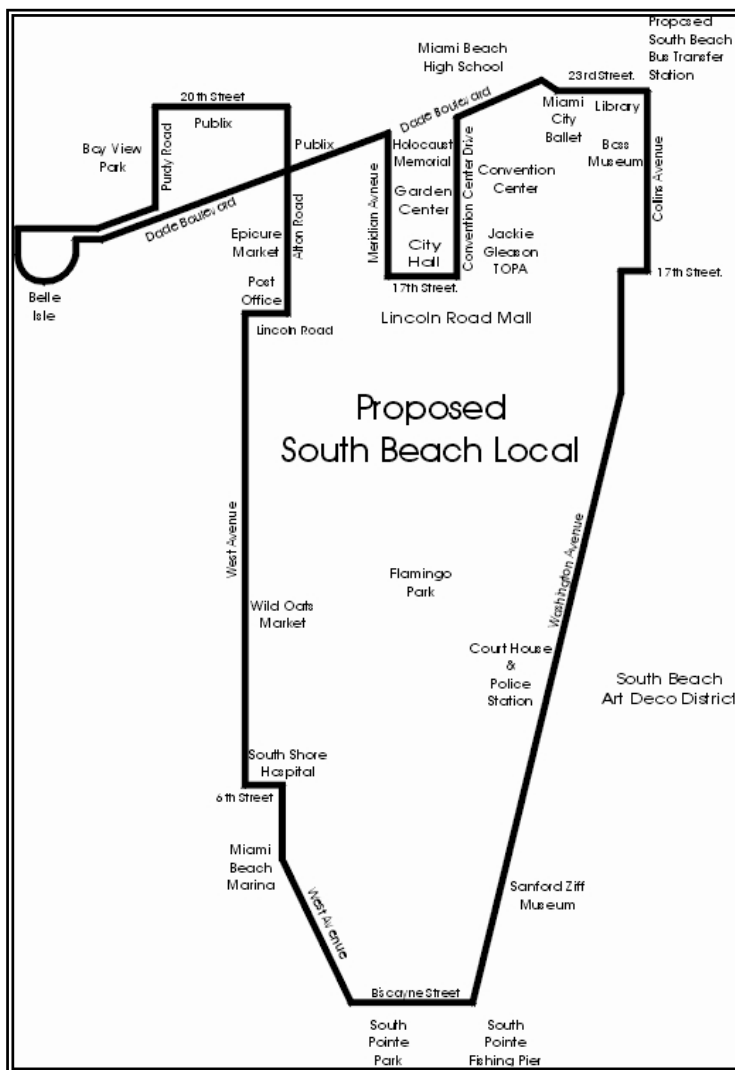 Proposed
South Beach
Bus Transfer
Station
Miami Beach
High School
23rd Street.
20th Street
Dade Boulevard
Miami
City
Ballet
Library
Publix
Publix
Holocaust
Memorial
Bass
Museum
Bay View
Park
Purdy Road
Convention Center Drive
Convention
Center
Collins Avenue
Garden
Center
Dade Boulevard
Alton Road
Meridian Avneue
Epicure
Market
City
Hall
Jackie
Gleason
TOPA
Belle
Isle
Post
Office
17th Street.
17th Street.
Lincoln Road
Lincoln Road Mall
Proposed
South Beach Local
West Avenue
Washington Avenue
Flamingo
Park
Wild Oats
Market
Court House
&
Police
Station
South Beach
Art Deco District
South Shore
Hospital
6th Street
Miami
Beach
Marina
West Avenue
Sanford Ziff
Museum
Biscayne Street
South
Pointe
Park
South
Pointe
Fishing Pier